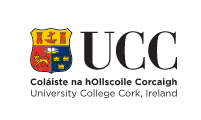 UCC
Coláiste na hOllscoile Corcaigh
University College Cork, Ireland